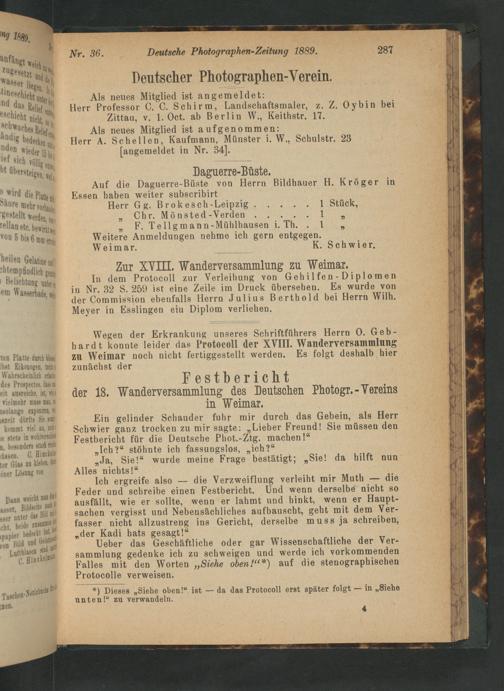 Nr. 36. Deutsche Photographen-Zeitung 1889. 287
Deutscher Photographen-Verein.
Als neues Mitglied ist angemeldet:
Herr Professor C. C. Schirm, Landschaftsmaler, z. Z. Oybin bei
Zittau, v. 1. Oct. ab Berlin W., Keithstr. 17.
Als neues Mitglied ist aufgenommen:
Herr A. Schellen, Kaufmann, Münster i. W., Schulstr. 23
[angemeldet in Nr. 34].
Daguerre-Büste.
Auf die Daguerre-Büste von Herrn Bildhauer H. Kröger in
Essen haben weiter subscribirt
Herr Gg. Brokesch-Leipzig . . . . . 1 Stück,
„ Chr. Mönsted-Verden . . . . . 1 „
„ F. Tellgmann-Mühlhausen i. Th. . 1 „
Weitere Anmeldungen nehme ich gern entgegen.
Weimar. K. Schwier.
Zur XVIII. Wanderversammlung zu Weimar.
In dem Protocoll zur Verleihung von Gehilfen-Diplomen
in Nr. 32 S. 259 ist eine Zeile im Druck übersehen. Es wurde von
der Commission ebenfalls Herrn Julius Berthold bei Herrn Wilh.
Meyer in Esslingen ein Diplom verliehen.
Wegen der Erkrankung unseres Schriftführers Herrn O. Geb-
hardt konnte leider das Protocoll der XVIII. Wanderversammlung
zu Weimar noch nicht fertiggestellt werden. Es folgt deshalb hier
zunächst der
Festbericht
der 18. Wanderversammlung des Deutschen Photogr.-Vereins
in Weimar.
Ein gelinder Schauder fuhr mir durch das Gebein, als Herr
Schwier ganz trocken zu mir sagte: „Lieber Freund! Sie müssen den
Festbericht für die Deutsche Phot.-Ztg. machen!“
„Ich?“ stöhnte ich fassungslos, „ich?“
„Ja, Sie!“ wurde meine Frage bestätigt; „Sie! da hilft nun
Alles nichts!“
Ich ergreife also — die Verzweiflung verleiht mir Muth — die
Feder und schreibe einen Festbericht. Und wenn derselbe nicht so
ausfällt, wie er sollte, wenn er lahmt und hinkt, wenn er Haupt-
sachen vergisst und Nebensächliches aufbauscht, geht mit dem Ver-
fasser nicht allzustreng ins Gericht, derselbe muss ja schreiben,
„der Kadi hats gesagt!“
Ueber das Geschäftliche oder gar Wissenschaftliche der Ver-
sammlung gedenke ich zu schweigen und werde ich vorkommenden
Falles mit den Worten „Siehe oben!“*) auf die stenographischen
Protocolle verweisen.
*) Dieses „Siehe oben!“ ist — da das Protocoll erst später folgt — in „Siehe
unten!“ zu verwandeln.
4